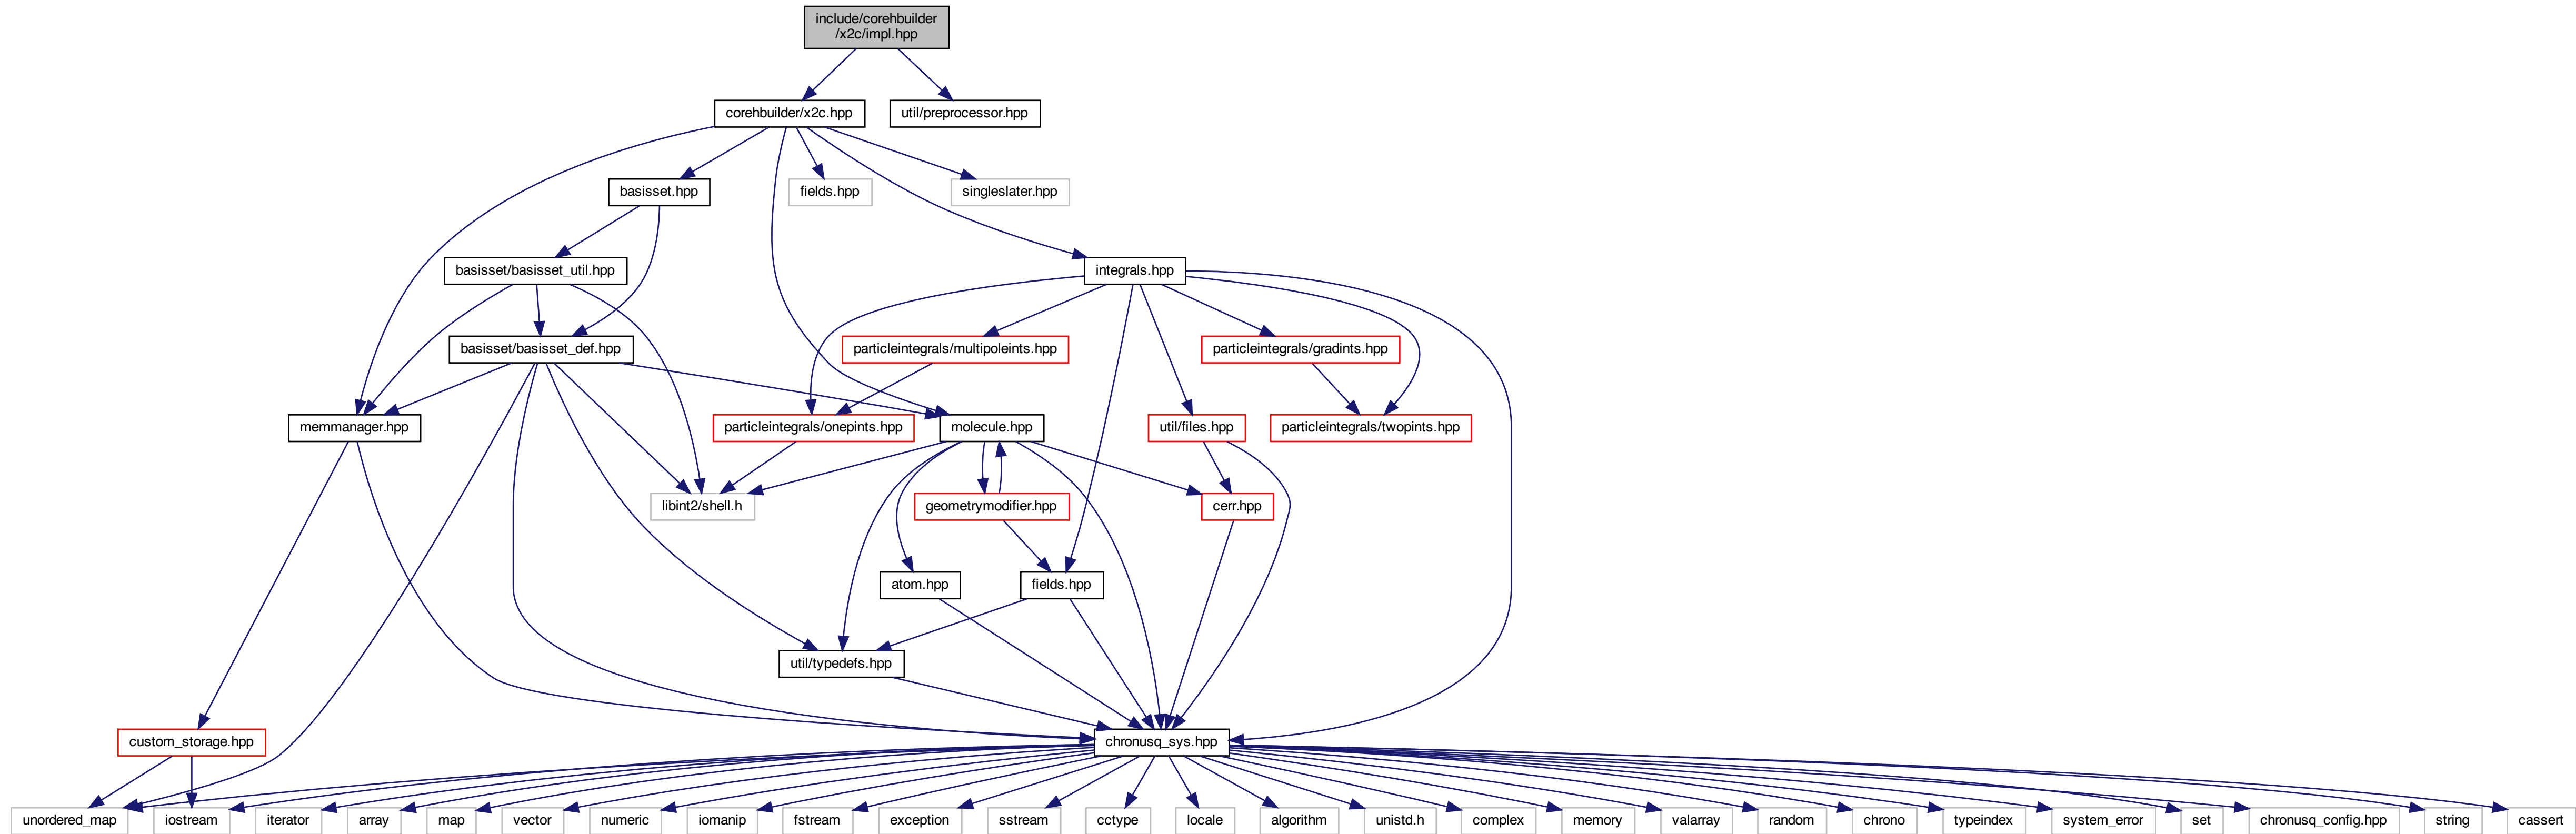 include/corehbuilder
/x2c/impl.hpp
corehbuilder/x2c.hpp
util/preprocessor.hpp
basisset.hpp
fields.hpp
singleslater.hpp
basisset/basisset_util.hpp
integrals.hpp
basisset/basisset_def.hpp
particleintegrals/multipoleints.hpp
particleintegrals/gradints.hpp
memmanager.hpp
particleintegrals/onepints.hpp
molecule.hpp
util/files.hpp
particleintegrals/twopints.hpp
libint2/shell.h
geometrymodifier.hpp
cerr.hpp
atom.hpp
fields.hpp
util/typedefs.hpp
custom_storage.hpp
chronusq_sys.hpp
unordered_map
iostream
iterator
array
map
vector
numeric
iomanip
fstream
exception
sstream
cctype
locale
algorithm
unistd.h
complex
memory
valarray
random
chrono
typeindex
system_error
set
chronusq_config.hpp
string
cassert